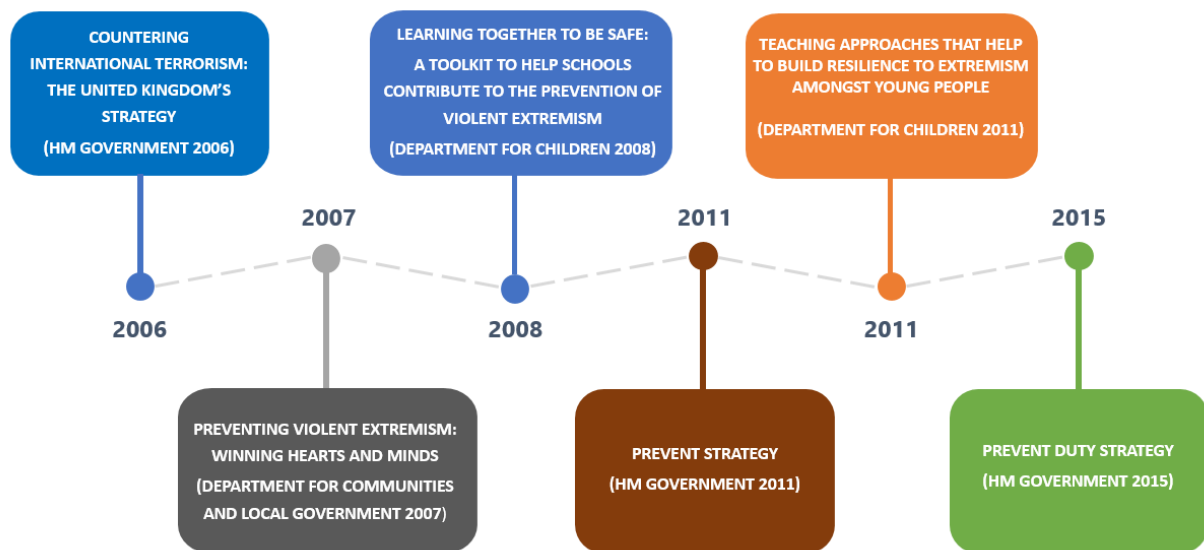 COUNTERING
INTERNATIONAL TERRORISM:
THE UNITED KINGDOM'S
STRATEGY
(HM GOVERNMENT 2006)
LEARNING TOGETHER TO BE SAFE:
A TOOLKIT TO HELP SCHOOLS
CONTRIBUTE TO THE PREVENTION OF
VIOLENT EXTREMISM
(DEPARTMENT FOR CHILDREN 2008)
TEACHING APPROACHES THAT HELP
TO BUILD RESILIENCE TO EXTREMISM
AMONGST YOUNG PEOPLE
(DEPARTMENT FOR CHILDREN 2011)
2007
2011
2015
2006
2008
2011
PREVENTING VIOLENT EXTREMISM:
WINNING HEARTS AND MINDS
(DEPARTMENT FOR COMMUNITIES
AND LOCAL GOVERNMENT 2007)
PREVENT STRATEGY
(HM GOVERNMENT 2011)
PREVENT DUTY STRATEGY
(HM GOVERNMENT 2015)